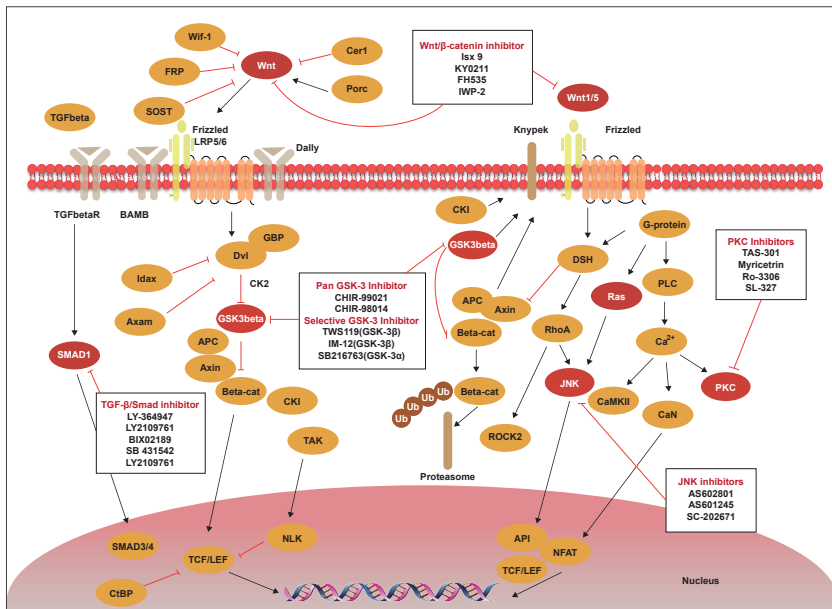 Wif-1
FRP
SOST
Wnt
Cer1
Porc
Wnt/β-catenin inhibitor
Isx 9
KY0211
FH535
IWP-2
Wnt1/5
TGFbeta
Frizzled
LRP5/6
Dally
Knypek
Frizzled
TGFbetaR
BAMB
CKI
GSK3beta
G-protein
PKC Inhibitors
TAS-301
Myricetrin
Ro-3306
SL-327
GBP
Dvl
Idax
CK2
Axam
GSK3beta
Pan GSK-3 Inhibitor
CHIR-99021
CHIR-98014
Selective GSK-3 Inhibitor
TWS119(GSK-3β)
IM-12(GSK-3β)
SB216763(GSK-3α)
DSH
PLC
Ras
APC
Axin
Beta-cat
RhoA
Ca2+
APC
Axin
Beta-cat
CKI
SMAD1
JNK
PKC
CaMKII
CaN
Beta-cat
Ub
Ub
Ub
Ub
ROCK2
Proteasome
TGF-β/Smad inhibitor
LY-364947
LY2109761
BIX02189
SB 431542
LY2109761
TAK
JNK inhibitors
AS602801
AS601245
SC-202671
SMAD3/4
NLK
TCF/LEF
CtBP
API
NFAT
TCF/LEF
Nucleus